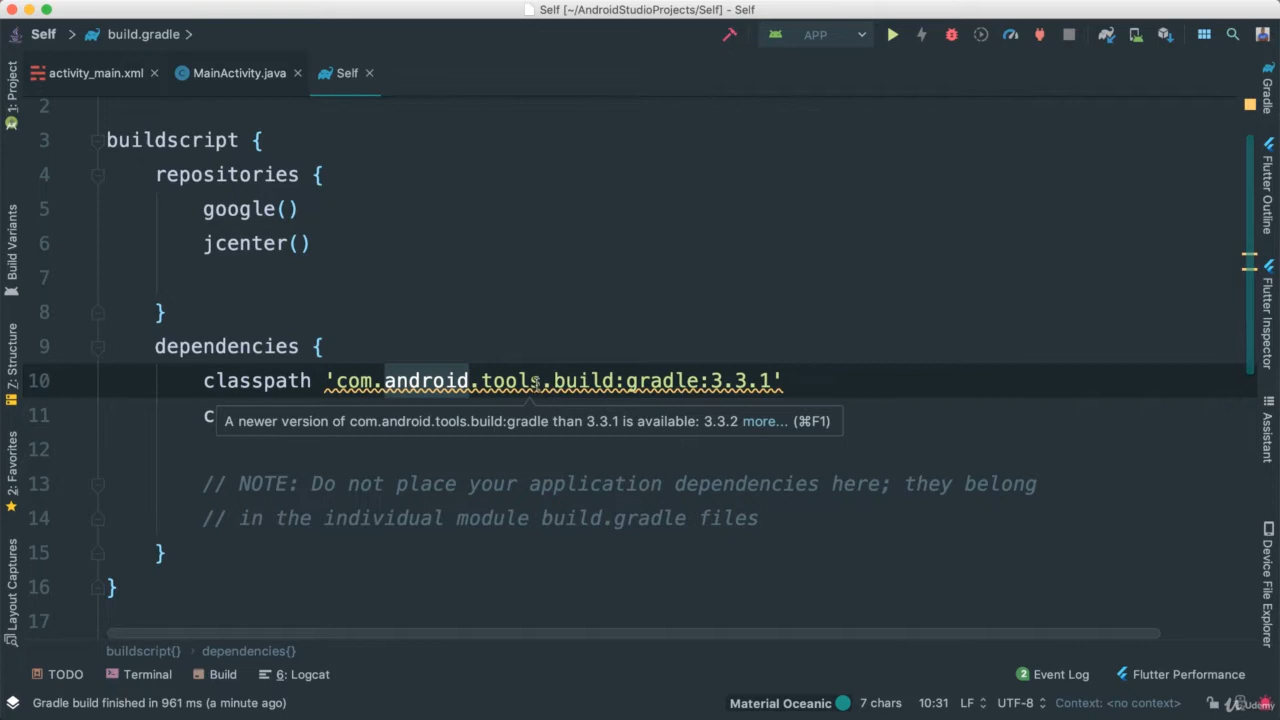 Self [~/AndroidStudioProjects/Self] - Self
Self build.gradle
APP
activity_main.xml
MainActivity.java
Self
1: Project
Build Variants
7: Structure
2: Favorites
Layout Captures
2
3 buildscript {
4 repositories {
5 google()
6 jcenter()
7
8 }
9 dependencies {
10 classpath 'com.android.tools.build:gradle:3.3.1'
11 c
A newer version of com.android.tools.build:gradle than 3.3.1 is available: 3.3.2 more... (⌘F1)
12
13 // NOTE: Do not place your application dependencies here; they belong
14 // in the individual module build.gradle files
15 }
16 }
17
Gradle
Flutter Outline
Flutter Inspector
Assistant
Device File Explorer
buildscript{} › dependencies{}
TODO
Terminal
Build
6: Logcat
2 Event Log
Flutter Performance
Gradle build finished in 961 ms (a minute ago)
Material Oceanic
7 chars
10:31
LF
UTF-8
Context: <no context>
Udemy